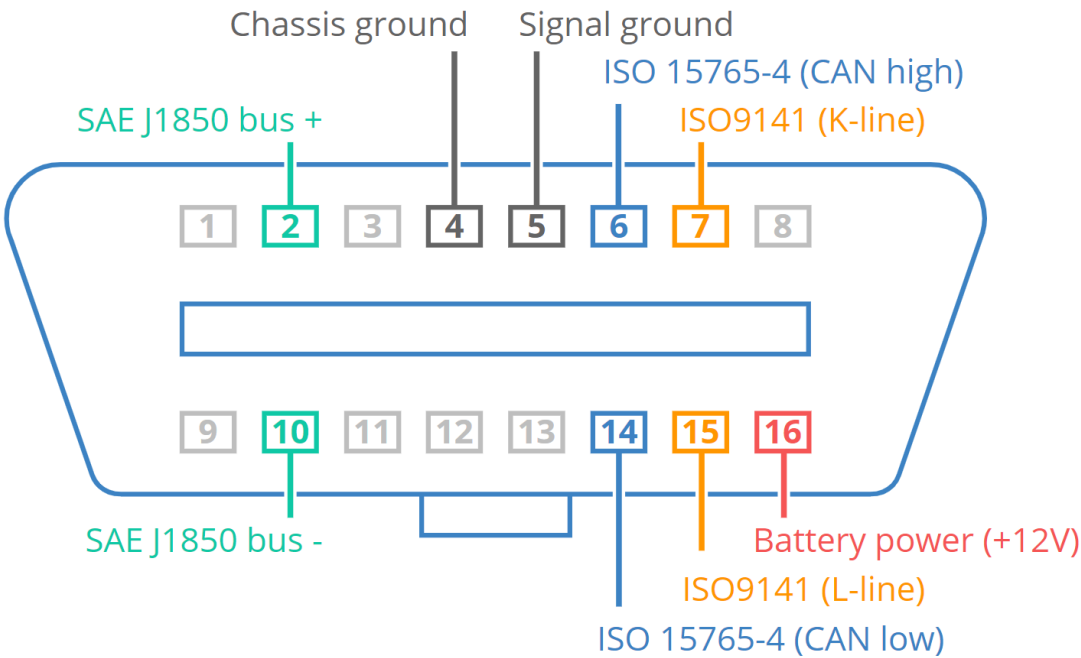 Chassis ground
Signal ground
ISO 15765-4 (CAN high)
SAE J1850 bus +
ISO9141 (K-line)
1 2 3 4 5 6 7 8
9 10 11 12 13 14 15 16
SAE J1850 bus -
Battery power (+12V)
ISO9141 (L-line)
ISO 15765-4 (CAN low)